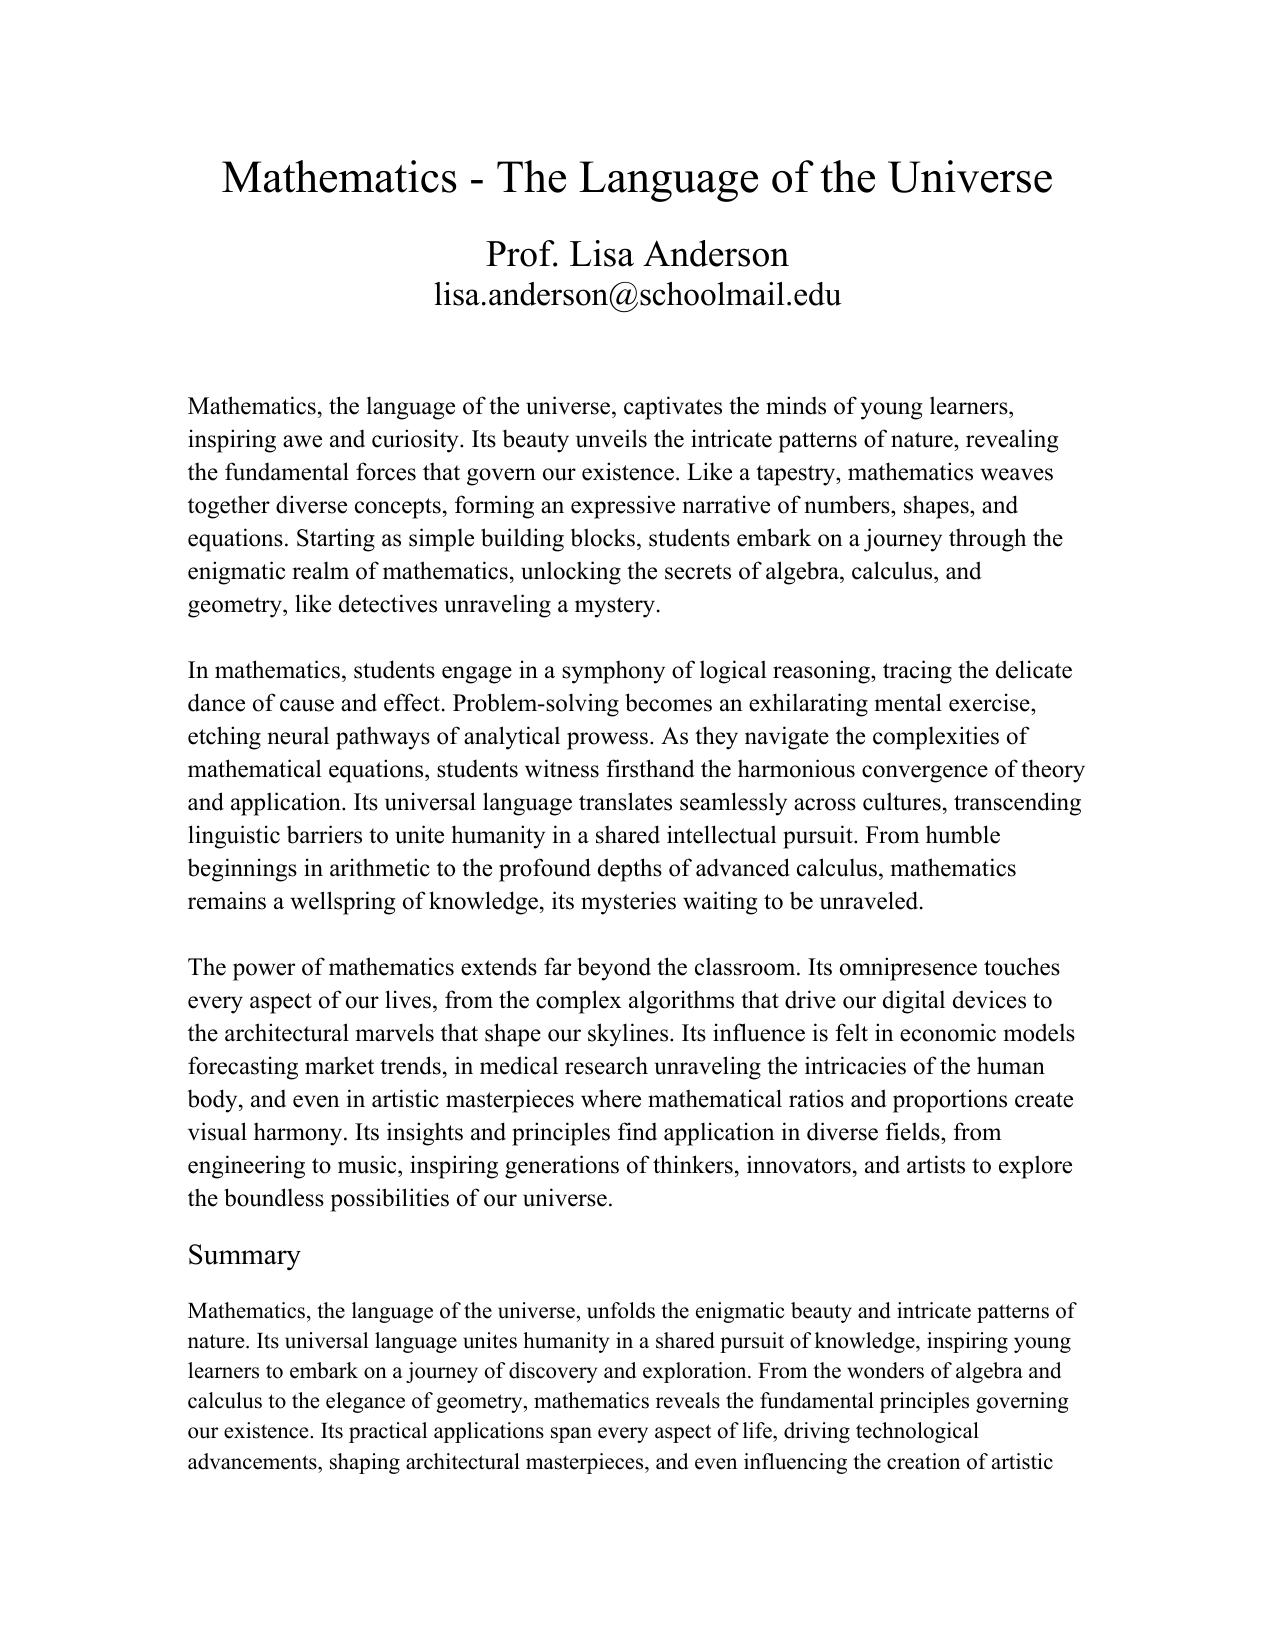 Mathematics - The Language of the Universe
Prof. Lisa Anderson
lisa.anderson@schoolmail.edu
Mathematics, the language of the universe, captivates the minds of young learners,
inspiring awe and curiosity. Its beauty unveils the intricate patterns of nature, revealing
the fundamental forces that govern our existence. Like a tapestry, mathematics weaves
together diverse concepts, forming an expressive narrative of numbers, shapes, and
equations. Starting as simple building blocks, students embark on a journey through the
enigmatic realm of mathematics, unlocking the secrets of algebra, calculus, and
geometry, like detectives unraveling a mystery.
In mathematics, students engage in a symphony of logical reasoning, tracing the delicate
dance of cause and effect. Problem-solving becomes an exhilarating mental exercise,
etching neural pathways of analytical prowess. As they navigate the complexities of
mathematical equations, students witness firsthand the harmonious convergence of theory
and application. Its universal language translates seamlessly across cultures, transcending
linguistic barriers to unite humanity in a shared intellectual pursuit. From humble
beginnings in arithmetic to the profound depths of advanced calculus, mathematics
remains a wellspring of knowledge, its mysteries waiting to be unraveled.
The power of mathematics extends far beyond the classroom. Its omnipresence touches
every aspect of our lives, from the complex algorithms that drive our digital devices to
the architectural marvels that shape our skylines. Its influence is felt in economic models
forecasting market trends, in medical research unraveling the intricacies of the human
body, and even in artistic masterpieces where mathematical ratios and proportions create
visual harmony. Its insights and principles find application in diverse fields, from
engineering to music, inspiring generations of thinkers, innovators, and artists to explore
the boundless possibilities of our universe.
Summary
Mathematics, the language of the universe, unfolds the enigmatic beauty and intricate patterns of
nature. Its universal language unites humanity in a shared pursuit of knowledge, inspiring young
learners to embark on a journey of discovery and exploration. From the wonders of algebra and
calculus to the elegance of geometry, mathematics reveals the fundamental principles governing
our existence. Its practical applications span every aspect of life, driving technological
advancements, shaping architectural masterpieces, and even influencing the creation of artistic